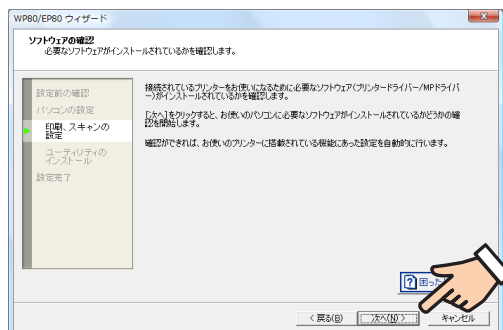 WP80/EP80 ウィザード
ソフトウェアの確認
必要なソフトウェアがインストールされているかを確認します。
設定前の確認
パソコンの設定
印刷、スキャンの
設定
ユーティリティの
インストール
設定完了
接続されているプリンターをお使いになるために必要なソフトウェア(プリンタードライバー/MPドライバ
ー)がインストールされているかを確認します。
[次へ]をクリックすると、お使いのパソコンに必要なソフトウェアがインストールされているかどうかの確
認を開始します。
確認ができれば、お使いのプリンターに搭載されている機能にあった設定を自動的に行います。
困った
< 戻る(B)
次へ(N) >
キャンセル